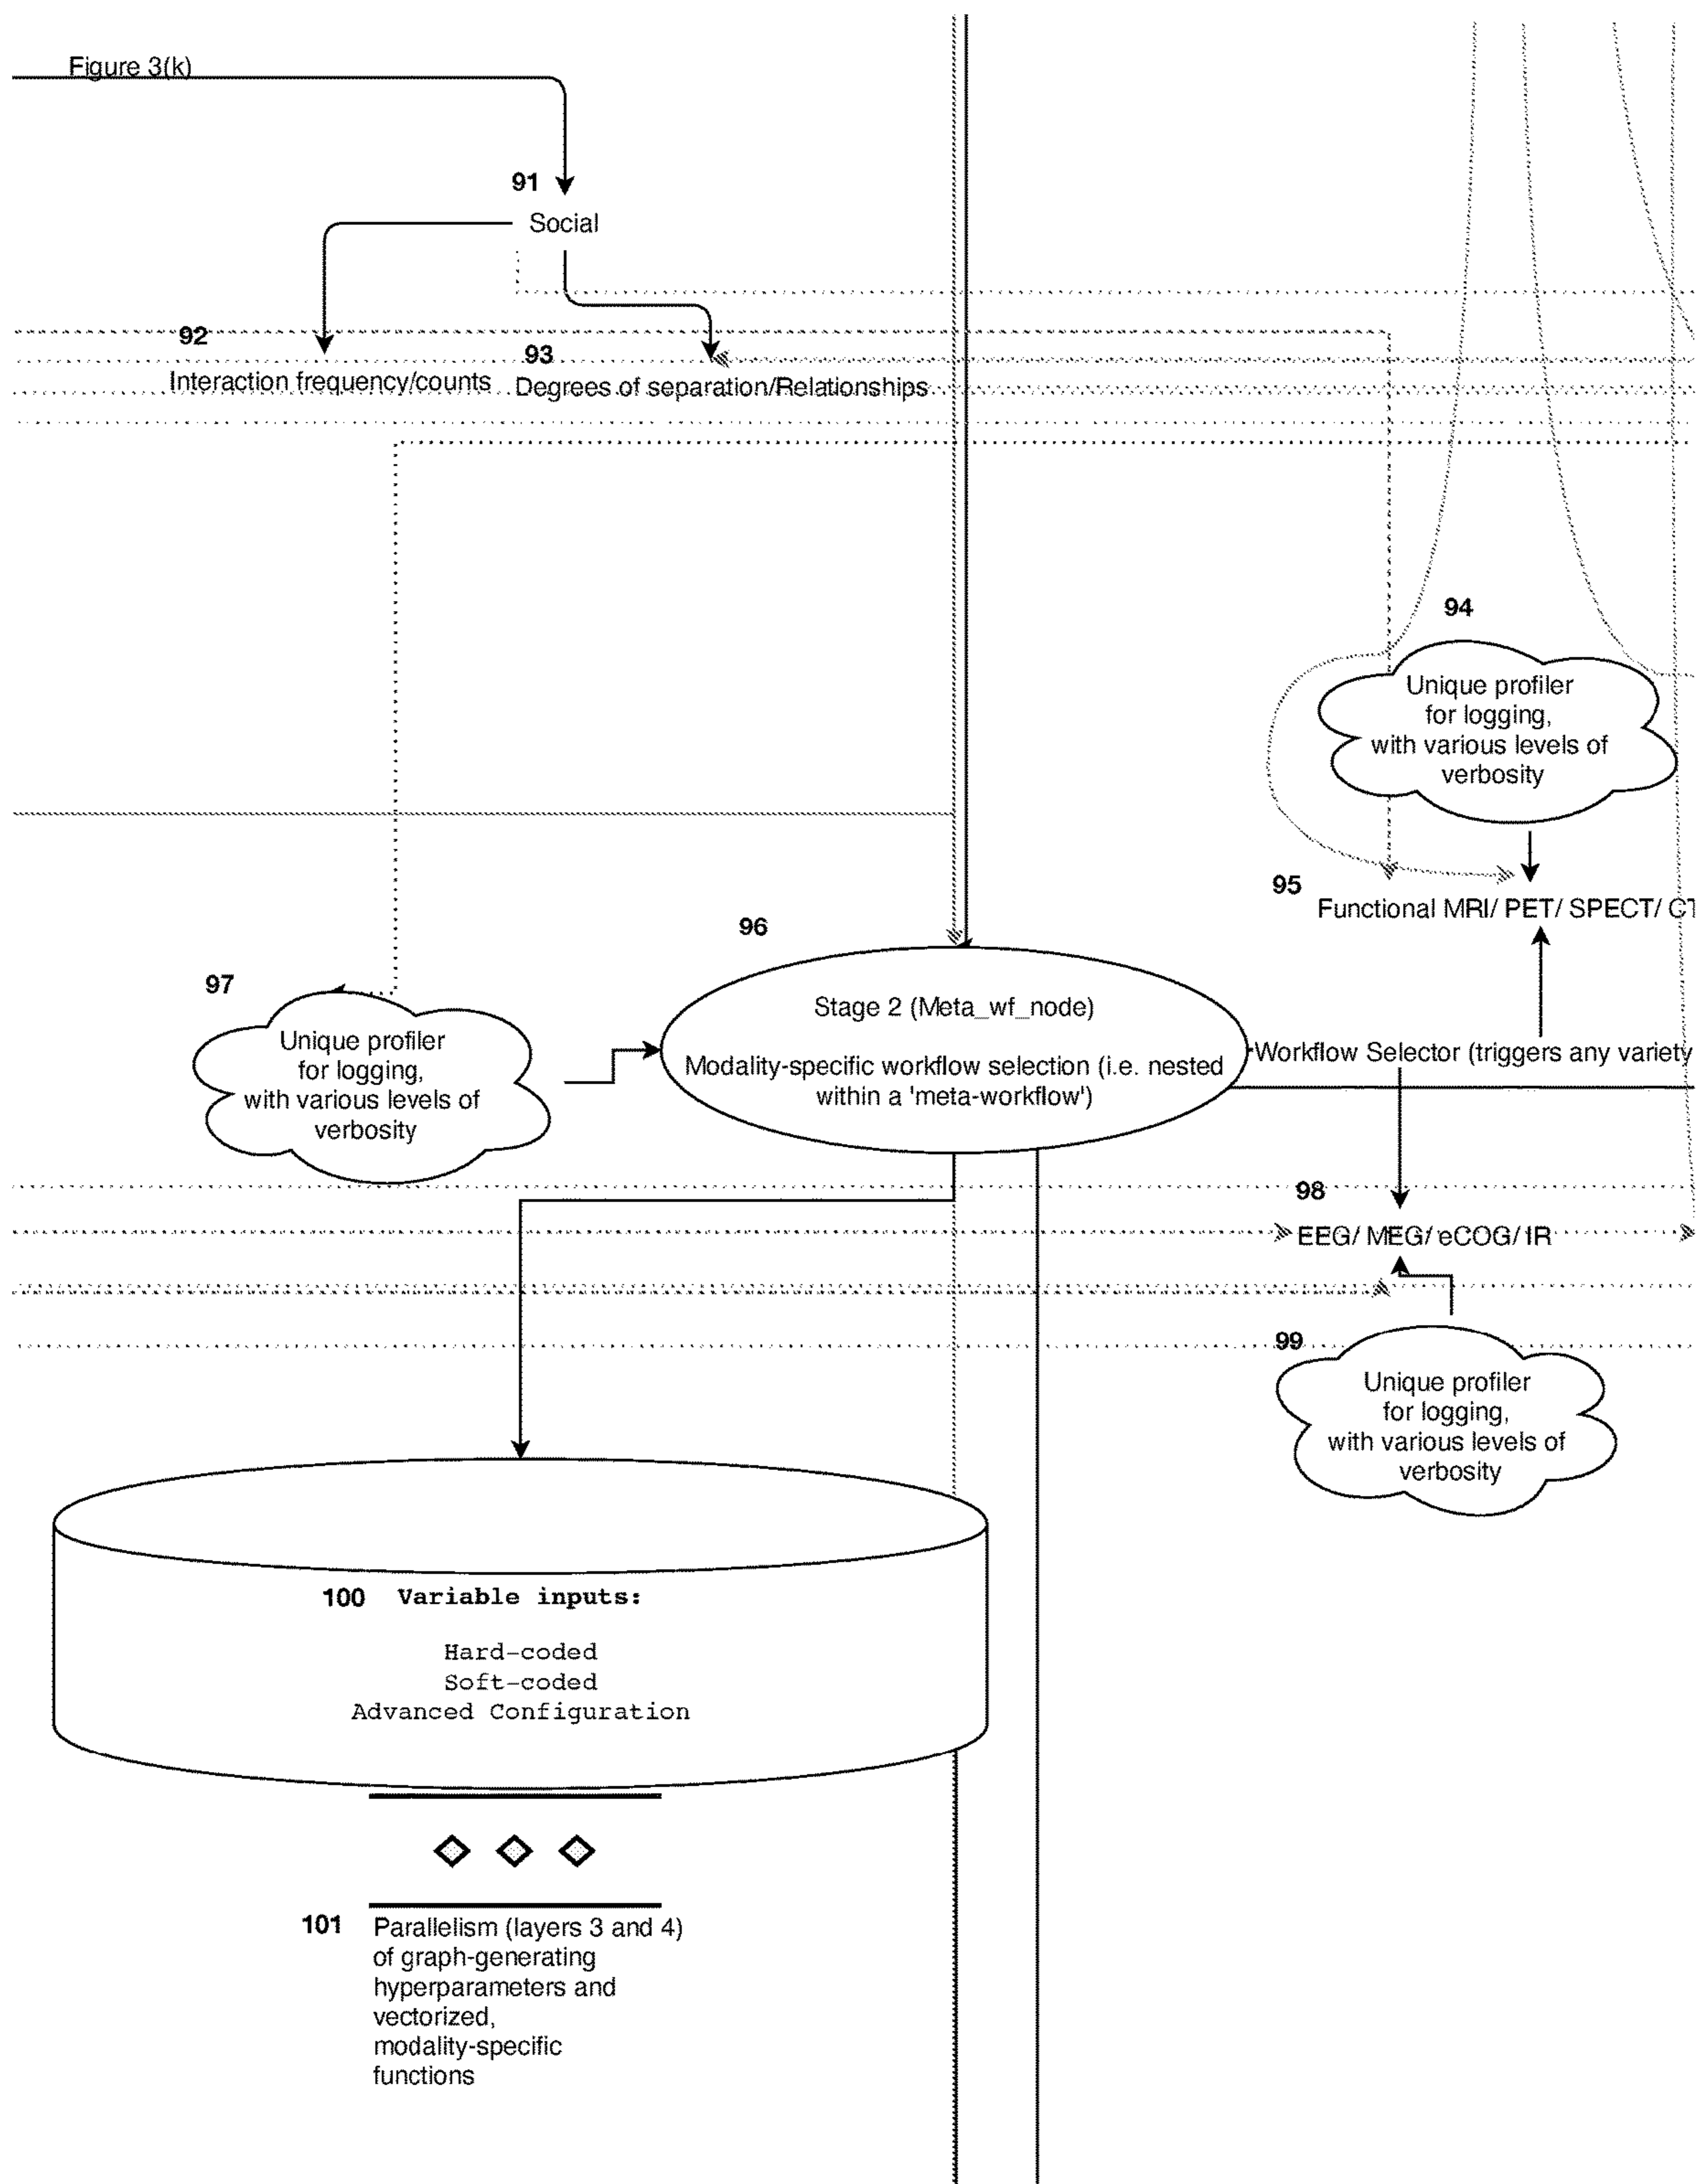 Figure 3(k)
91
Social
92
Interaction frequency/counts
93
Degrees of separation/Relationships
94
Unique profiler
for logging,
with various levels of
verbosity
95
Functional MRI/ PET/ SPECT/ CT
96
Stage 2 (Meta_wf_node)
Modality-specific workflow selection (i.e. nested
within a 'meta-workflow')
97
Unique profiler
for logging,
with various levels of
verbosity
Workflow Selector (triggers any variety
98
EEG/ MEG/ eCOG/ IR
99
Unique profiler
for logging,
with various levels of
verbosity
100 Variable inputs:
Hard-coded
Soft-coded
Advanced Configuration
101 Parallelism (layers 3 and 4)
of graph-generating
hyperparameters and
vectorized,
modality-specific
functions